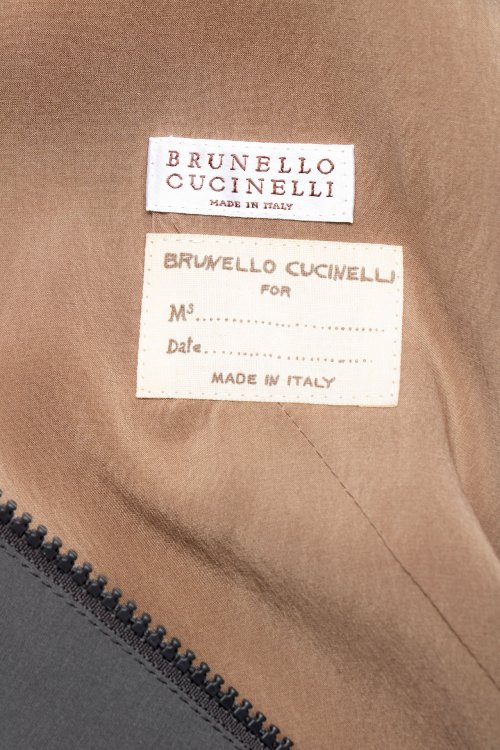 BRUNELLO
CUCINELLI
MADE IN ITALY
BRUNELLO CUCINELLI
FOR
Ms..............................
Date..............................
MADE IN ITALY